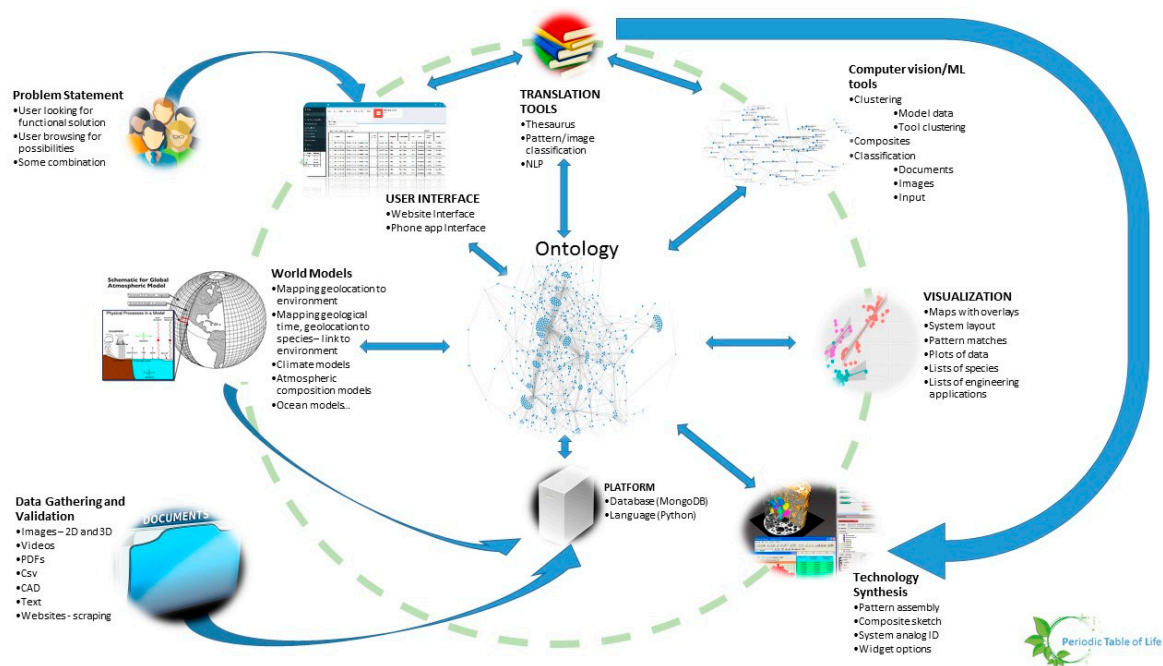 Problem Statement
•User looking for
functional solution
•User browsing for
possibilities
•Some combination
USER INTERFACE
•Website Interface
•Phone app Interface
TRANSLATION
TOOLS
•Thesaurus
•Pattern/image
classification
•NLP
Computer vision/ML
tools
•Clustering
•Model data
•Tool clustering
•Composites
•Classification
•Documents
•Images
•Input
Ontology
Schematic for Global
Atmospheric Model
Physical Processes in a Model
World Models
•Mapping geolocation to
environment
•Mapping geological
time, geolocation to
species– link to
environment
•Climate models
•Atmospheric
composition models
•Ocean models...
VISUALIZATION
•Maps with overlays
•System layout
•Pattern matches
•Plots of data
•Lists of species
•Lists of engineering
applications
Data Gathering and
Validation
•Images– 2D and 3D
•Videos
•PDFs
•Csv
•CAD
•Text
•Websites - scraping
DOCUMENTS
PLATFORM
•Database (MongoDB)
•Language (Python)
Technology
Synthesis
•Pattern assembly
•Composite sketch
•System analog ID
•Widget options
Periodic Table of Life